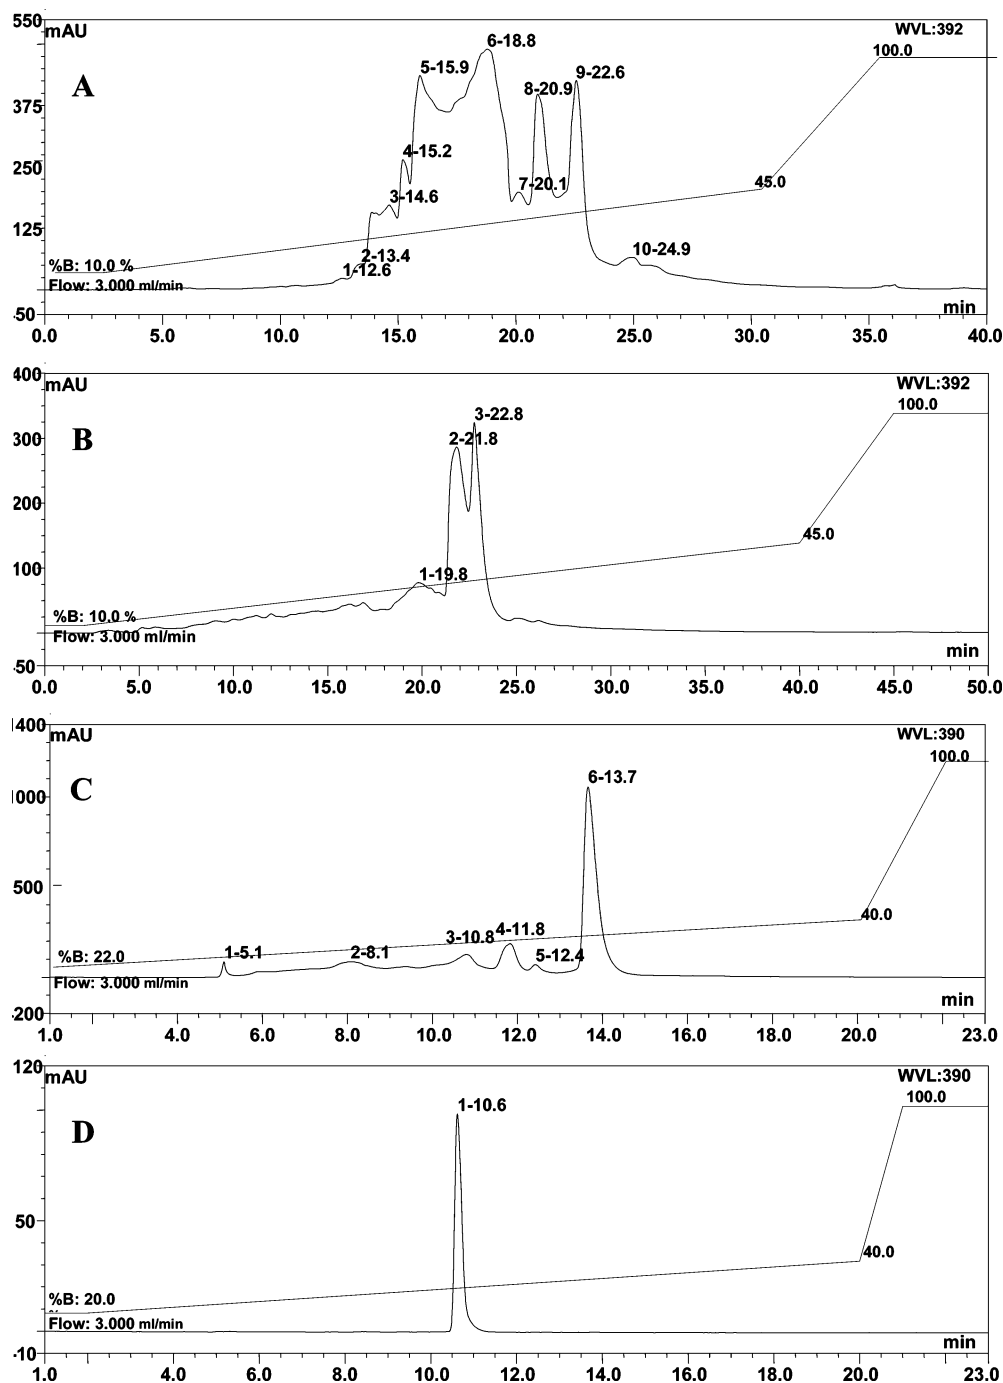 550
mAU
WVL:392
6-18.8
100.0
5-15.9
9-22.6
A
8-20.9
375
4-15.2
250
7-20.1
45.0
3-14.6
125
2-13.4
10-24.9
%B: 10.0 %
1-12.6
Flow: 3.000 ml/min
min
-50
0.0 5.0 10.0 15.0 20.0 25.0 30.0 35.0 40.0
400
mAU
WVL:392
100.0
3-22.8
B
2-21.8
300
200
45.0
100
1-19.8
%B: 10.0 %
Flow: 3.000 ml/min
min
-50
0.0 5.0 10.0 15.0 20.0 25.0 30.0 35.0 40.0 45.0 50.0
1400
mAU
WVL:390
100.0
6-13.7
C
1000
500
4-11.8
40.0
3-10.8
5-12.4
1-5.1
2-8.1
%B: 22.0
Flow: 3.000 ml/min
min
-200
1.0 4.0 6.0 8.0 10.0 12.0 14.0 16.0 18.0 20.0 23.0
120
mAU
WVL:390
100.0
1-10.6
D
50
40.0
%B: 20.0
Flow: 3.000 ml/min
min
-10
1.0 4.0 6.0 8.0 10.0 12.0 14.0 16.0 18.0 20.0 23.0